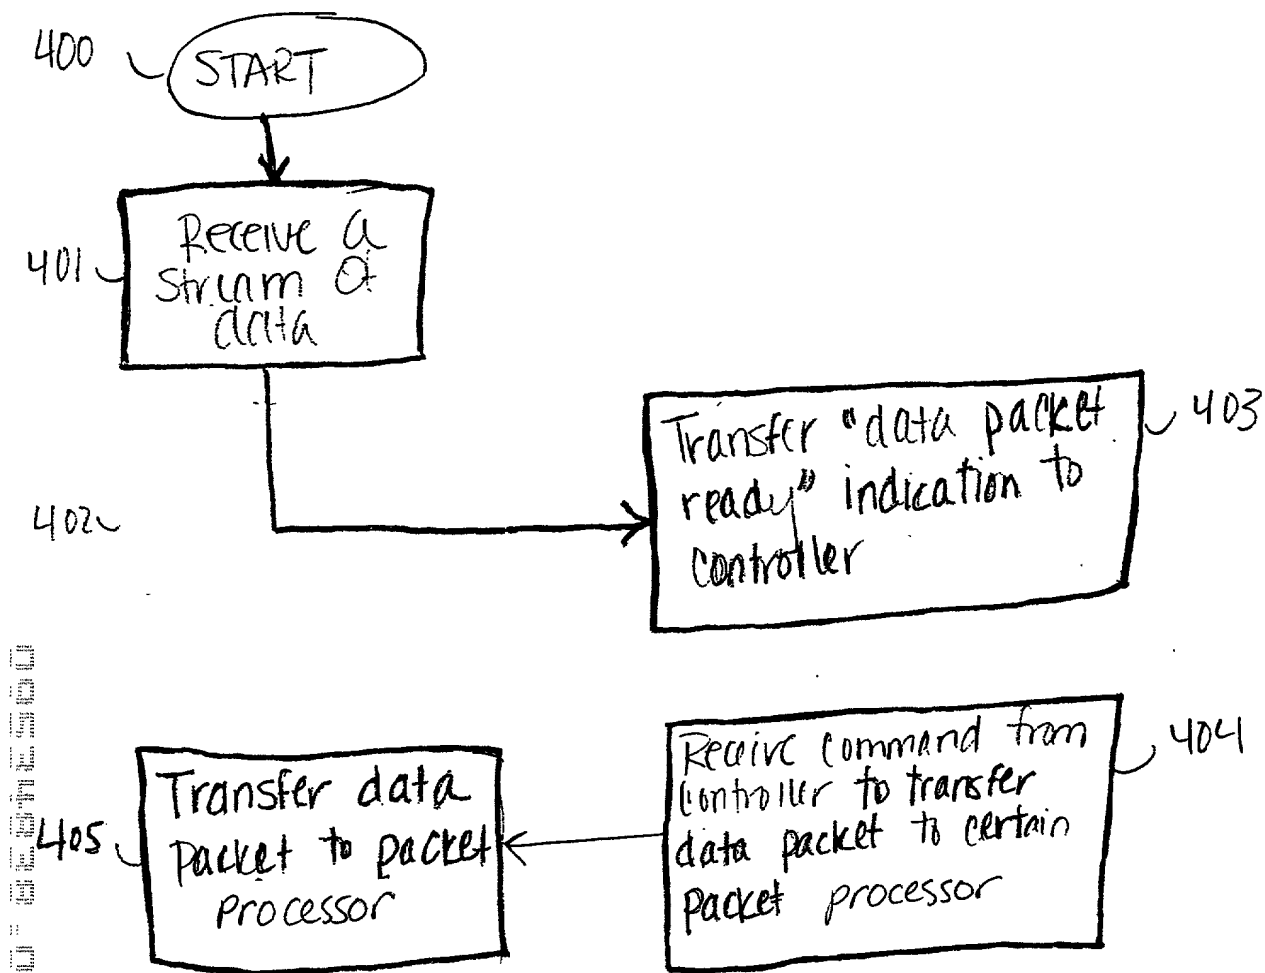 400
START
401
Receive a
stream of
data
Transfer "data packet
ready" indication to
controller
403
402
Receive command from
controller to transfer
data packet to certain
packet processor
404
Transfer data
packet to packet
processor
405